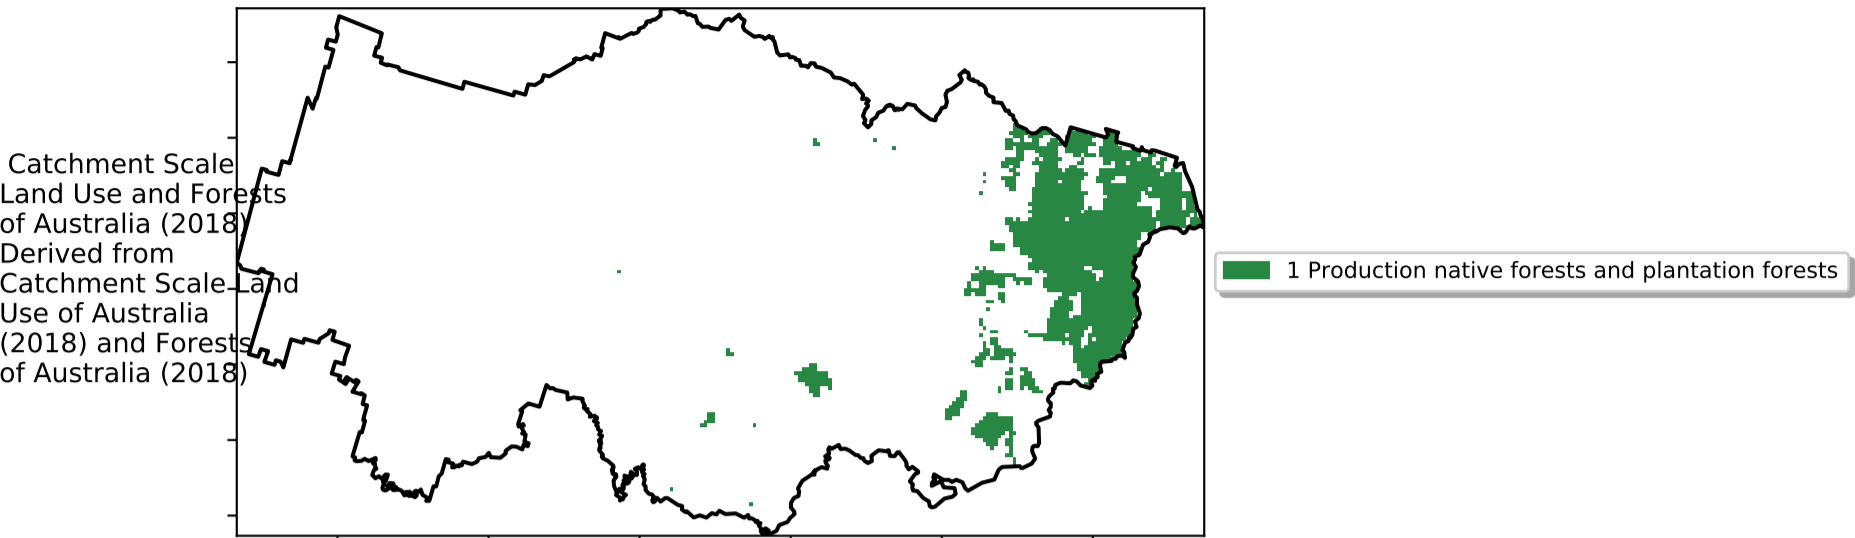 Catchment Scale
Land Use and Forests
of Australia (2018)
Derived from
Catchment Scale Land
Use of Australia
(2018) and Forests
of Australia (2018)
1 Production native forests and plantation forests